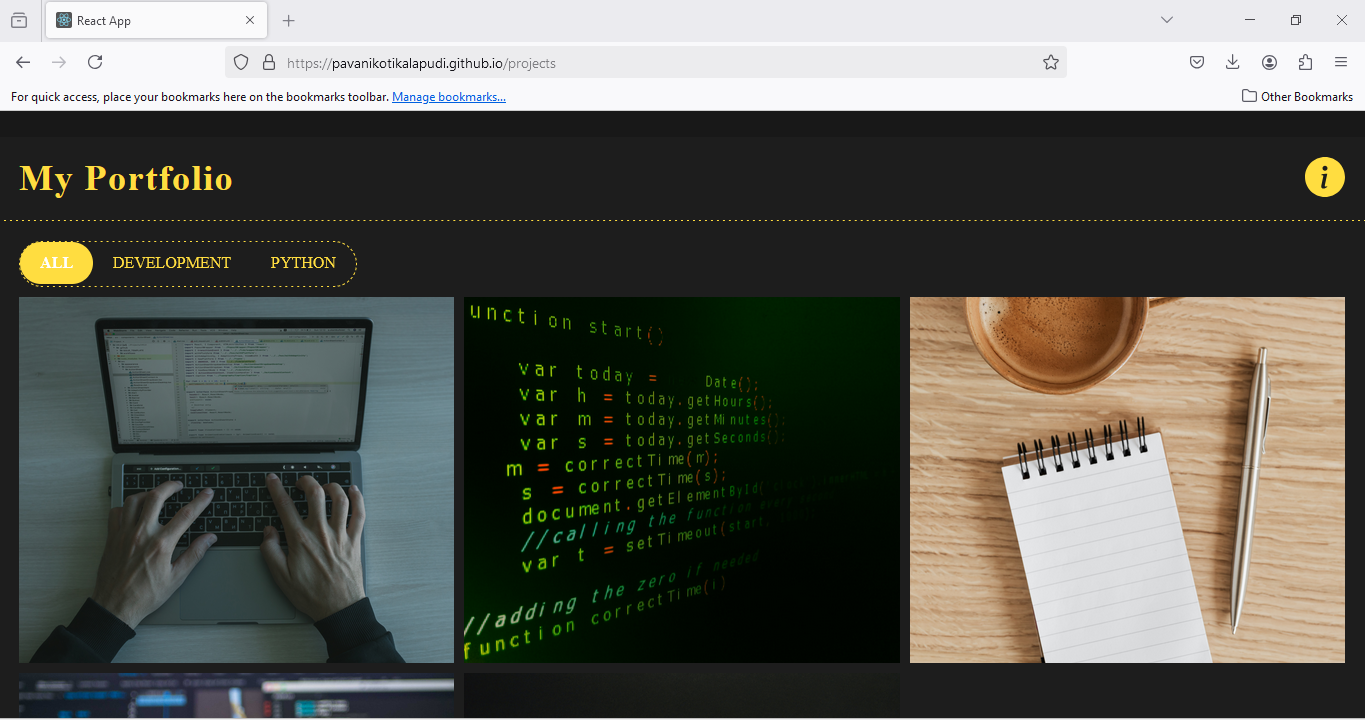 React App
https://pavanikotikalapudi.github.io/projects
For quick access, place your bookmarks here on the bookmarks toolbar. Manage bookmarks...
Other Bookmarks
My Portfolio
i
ALL
DEVELOPMENT
PYTHON
unction start()
var today = Date();
var h = today.getHours();
var m = today.getMinutes();
var s = today.getSeconds();
m = correctTime(m);
s = correctTime(s);
document.getElementById(
//calling the function every
var t = setTimeout(start,
//adding the zero if needed
function correctTime(i)